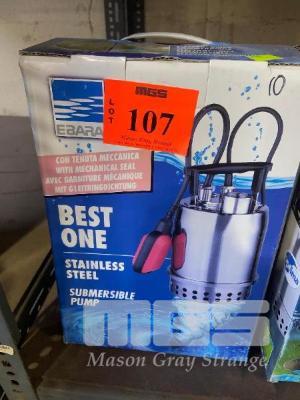 MGS
LOT
107
10
EBARA
CON TENUTA MECCANICA
WITH MECHANICAL SEAL
AVEC GARNITURE MÉCANIQUE
MIT GLEITRINGDICHTUNG
BEST
ONE
STAINLESS
STEEL
SUBMERSIBLE
PUMP
MGS
Mason Gray Strange